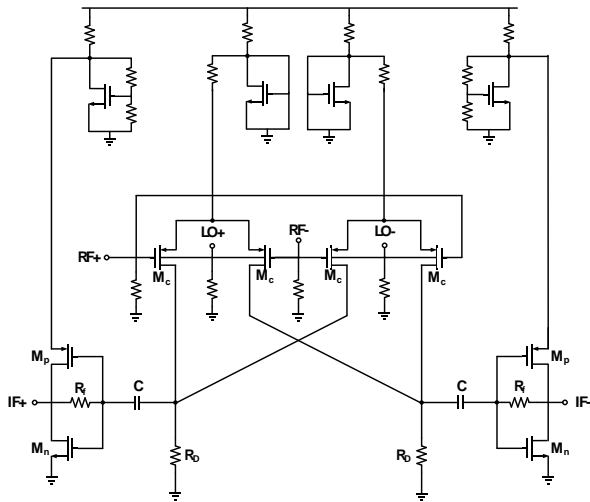 LO+ RF- LO-
RF+
Mc Mc Mc Mc
Mp Mp
IF+ Rf C C Rf IF-
Mn Mn
RD RD